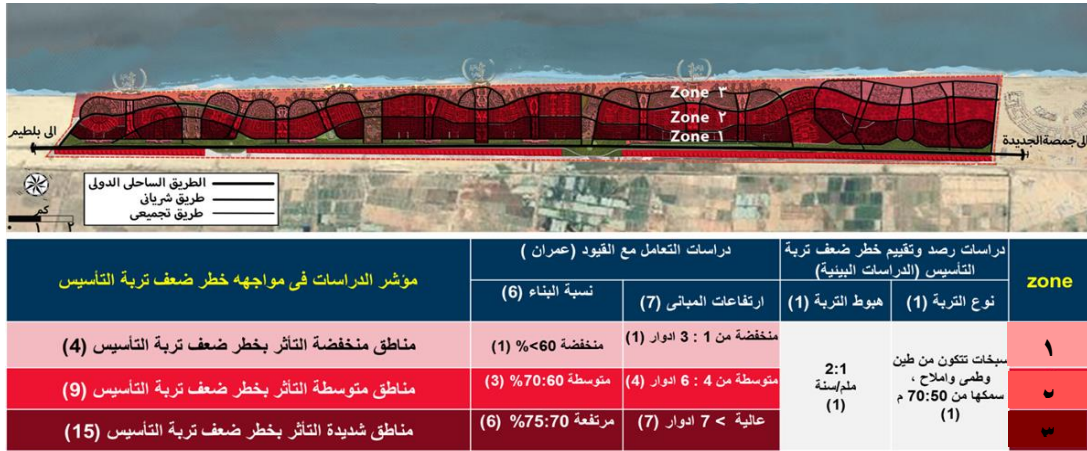 Zone ٣
Zone ٢
Zone ١
الى بلطيم
الى جمصة الجديدة
الطريق الساحلى الدولى
طريق شريانى
طريق تجميعى
كم
١ ٢
zone
دراسات رصد وتقييم خطر ضعف تربة
التأسيس (الدراسات البيئية)
دراسات التعامل مع القيود (عمران )
مؤشر الدراسات فى مواجهه خطر ضعف تربة التأسيس
نوع التربة (1)
هبوط التربة (1)
ارتفاعات المبانى (7)
نسبة البناء (6)
١
سبخات تتكون من طين
وطمى واملاح ،
سمكها من 70:50 م
(1)
2:1
ملم/سنة
(1)
منخفضة من 1 : 3 ادوار (1)
منخفضة 60>% (1)
مناطق منخفضة التأثر بخطر ضعف تربة التأسيس (4)
متوسطة من 4 : 6 ادوار (4)
متوسطة 70:60% (3)
مناطق متوسطة التأثر بخطر ضعف تربة التأسيس (9)
٣
عالية > 7 ادوار (7)
مرتفعة 75:70% (6)
مناطق شديدة التأثر بخطر ضعف تربة التأسيس (15)